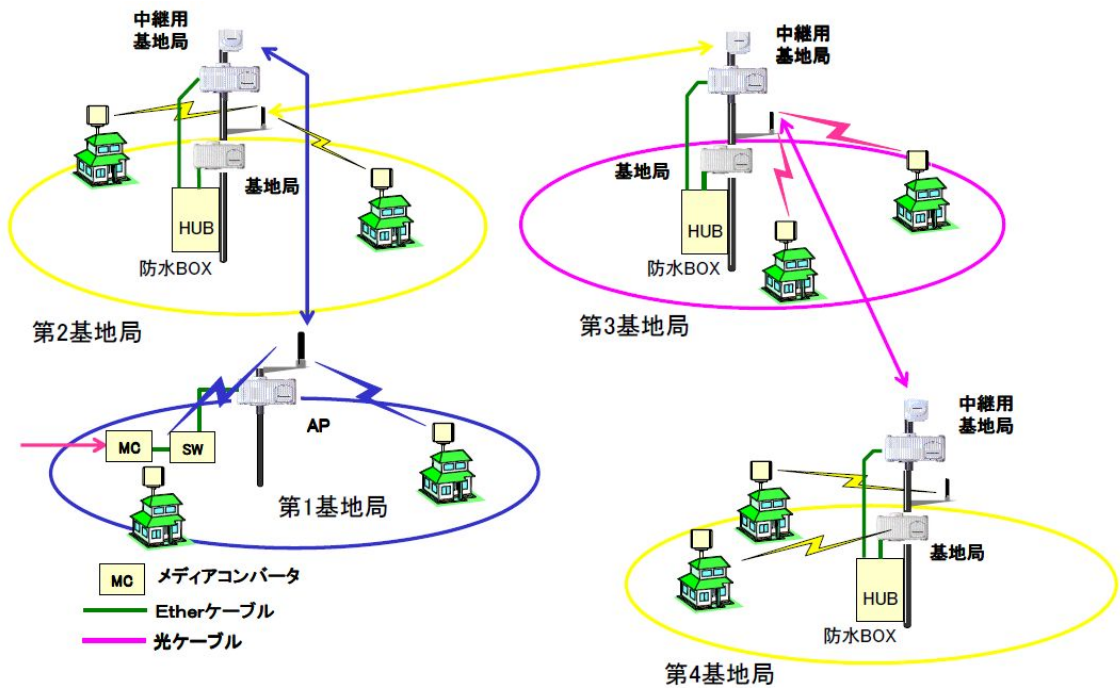 中継用
基地局
基地局
HUB
防水BOX
第2基地局
中継用
基地局
基地局
HUB
防水BOX
第3基地局
AP
MC
SW
第1基地局
中継用
基地局
基地局
HUB
防水BOX
第4基地局
MC
メディアコンバータ
Etherケーブル
光ケーブル